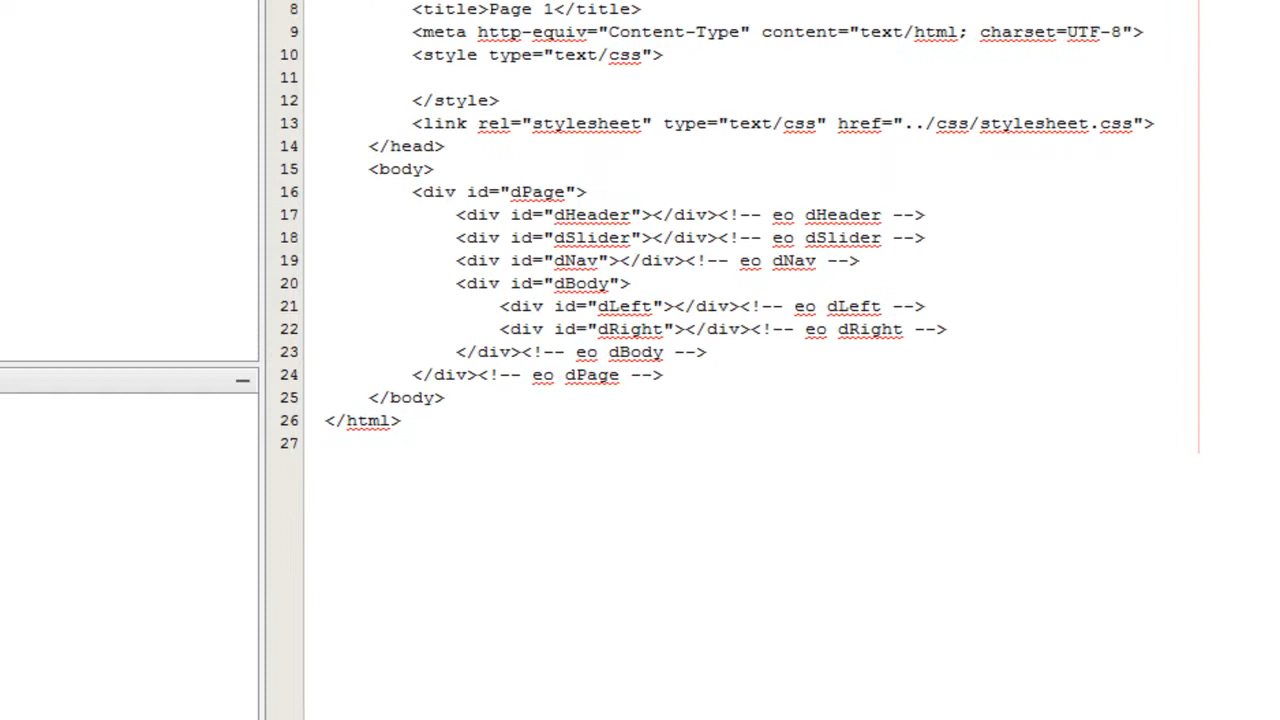 8 <title>Page 1</title>
9 <meta http-equiv="Content-Type" content="text/html; charset=UTF-8">
10 <style type="text/css">
11
12 </style>
13 <link rel="stylesheet" type="text/css" href="../css/stylesheet.css">
14 </head>
15 <body>
16 <div id="dPage">
17 <div id="dHeader"></div><!-- eo dHeader -->
18 <div id="dSlider"></div><!-- eo dSlider -->
19 <div id="dNav"></div><!-- eo dNav -->
20 <div id="dBody">
21 <div id="dLeft"></div><!-- eo dLeft -->
22 <div id="dRight"></div><!-- eo dRight -->
23 </div><!-- eo dBody -->
24 </div><!-- eo dPage -->
25 </body>
26 </html>
27